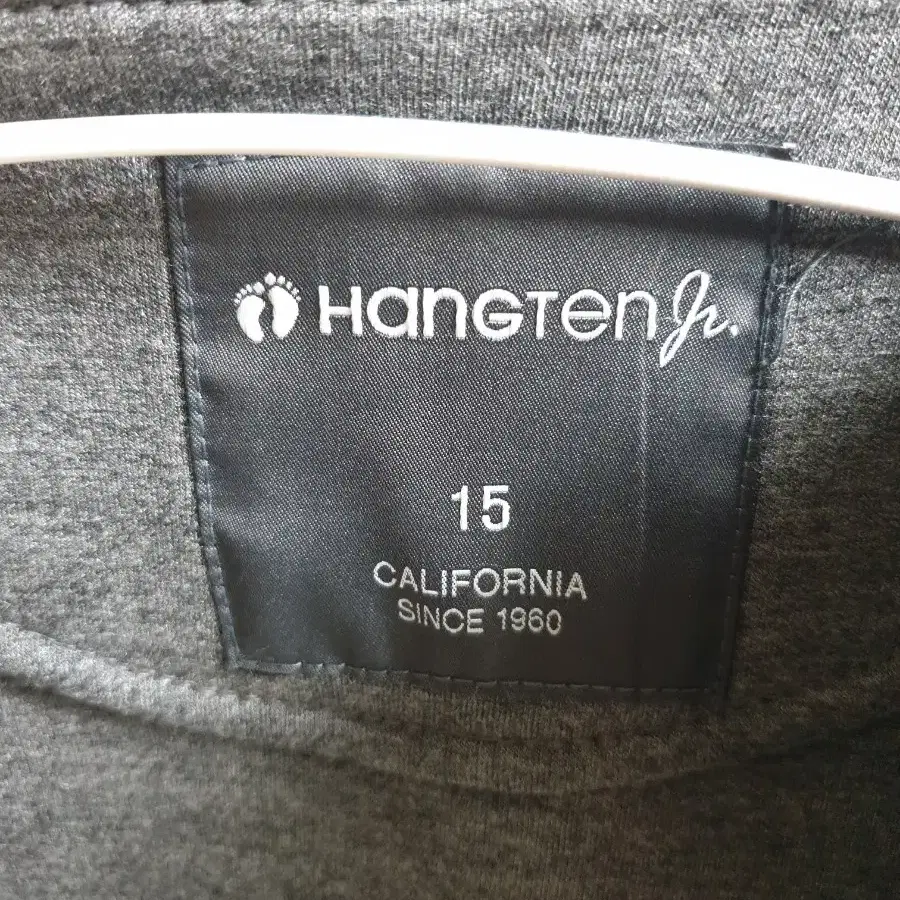 HangTen Jr.
15
CALIFORNIA
SINCE 1960